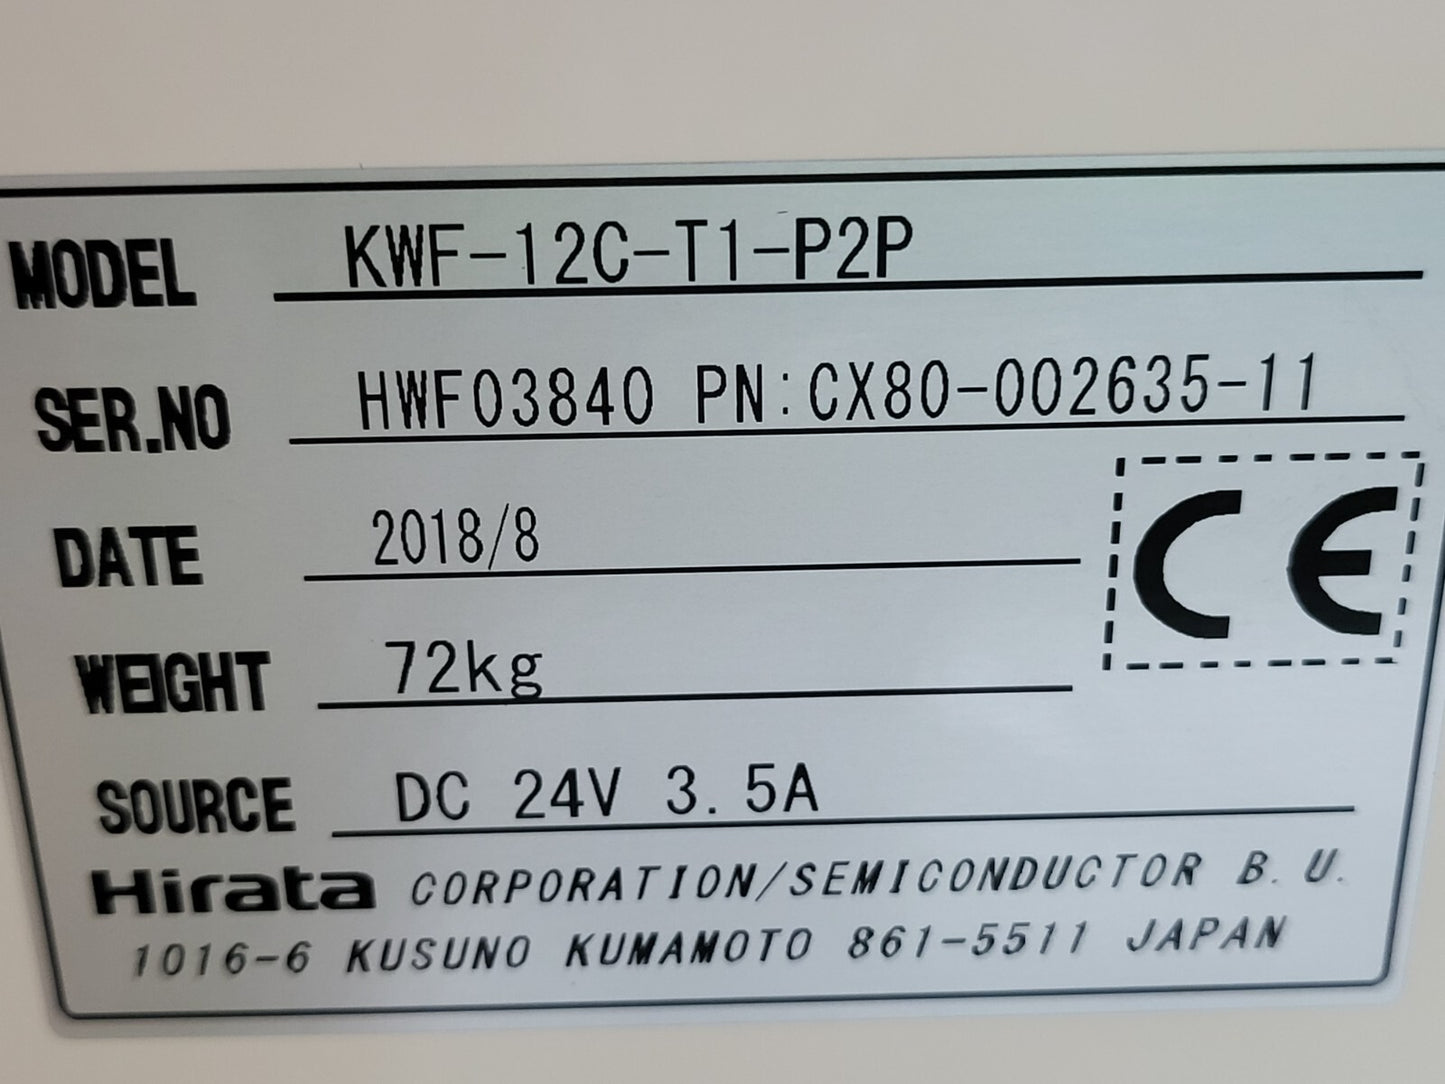 MODEL KWF-12C-T1-P2P
SER.NO HWF03840 PN:CX80-002635-11
DATE 2018/8
CE
WEIGHT 72kg
SOURCE DC 24V 3.5A
Hirata CORPORATION/SEMICONDUCTOR B.U.
1016-6 KUSUNO KUMAMOTO 861-5511 JAPAN